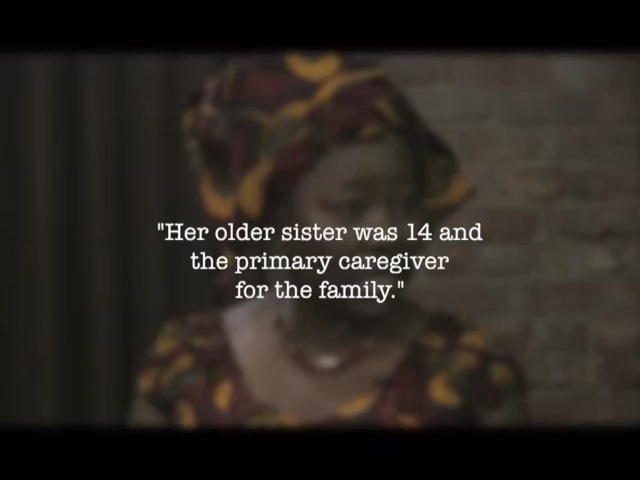 "Her older sister was 14 and
the primary caregiver
for the family."